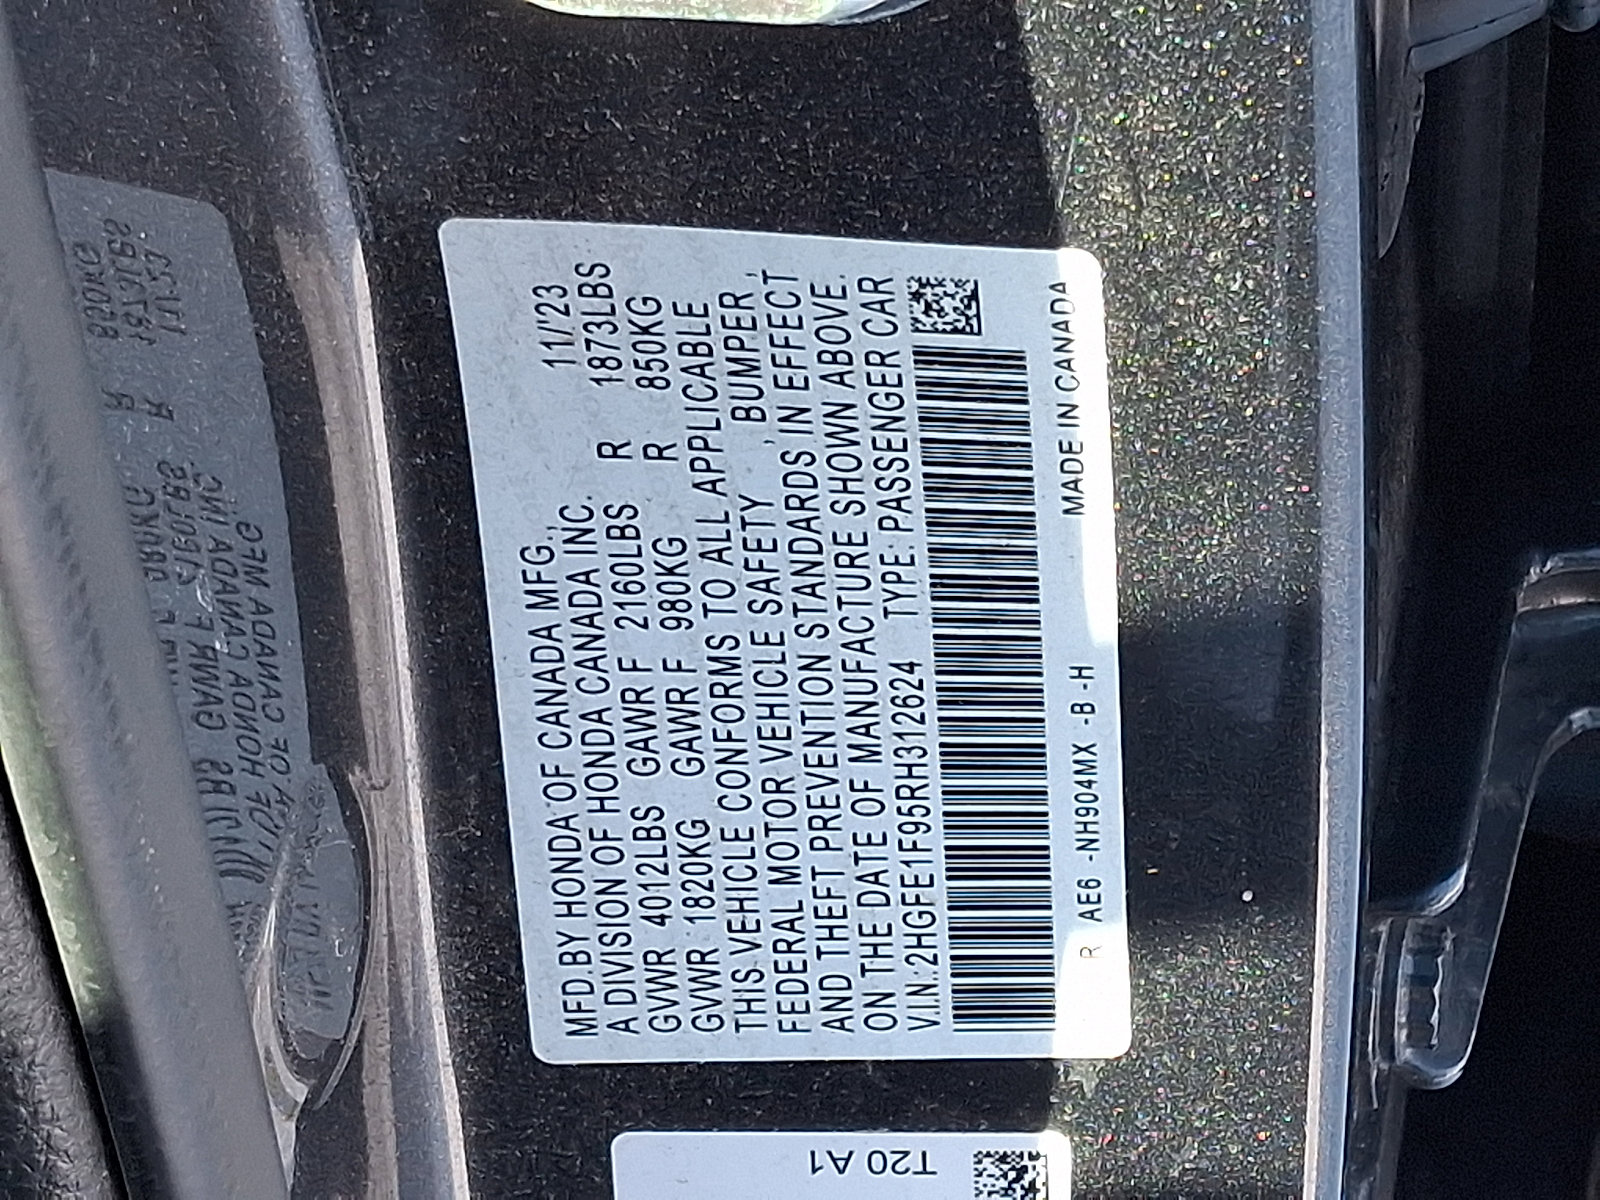 MFD.BY HONDA OF CANADA MFG., 11/'23
A DIVISION OF HONDA CANADA INC.
GVWR 4012LBS GAWR F 2160LBS R 1873LBS
GVWR 1820KG GAWR F 980KG R 850KG
THIS VEHICLE CONFORMS TO ALL APPLICABLE
FEDERAL MOTOR VEHICLE SAFETY , BUMPER ,
AND THEFT PREVENTION STANDARDS IN EFFECT
ON THE DATE OF MANUFACTURE SHOWN ABOVE.
V.I.N.:2HGFE1F95RH312624 TYPE: PASSENGER CAR
R AE6 -NH904MX -B -H MADE IN CANADA
T20 A1